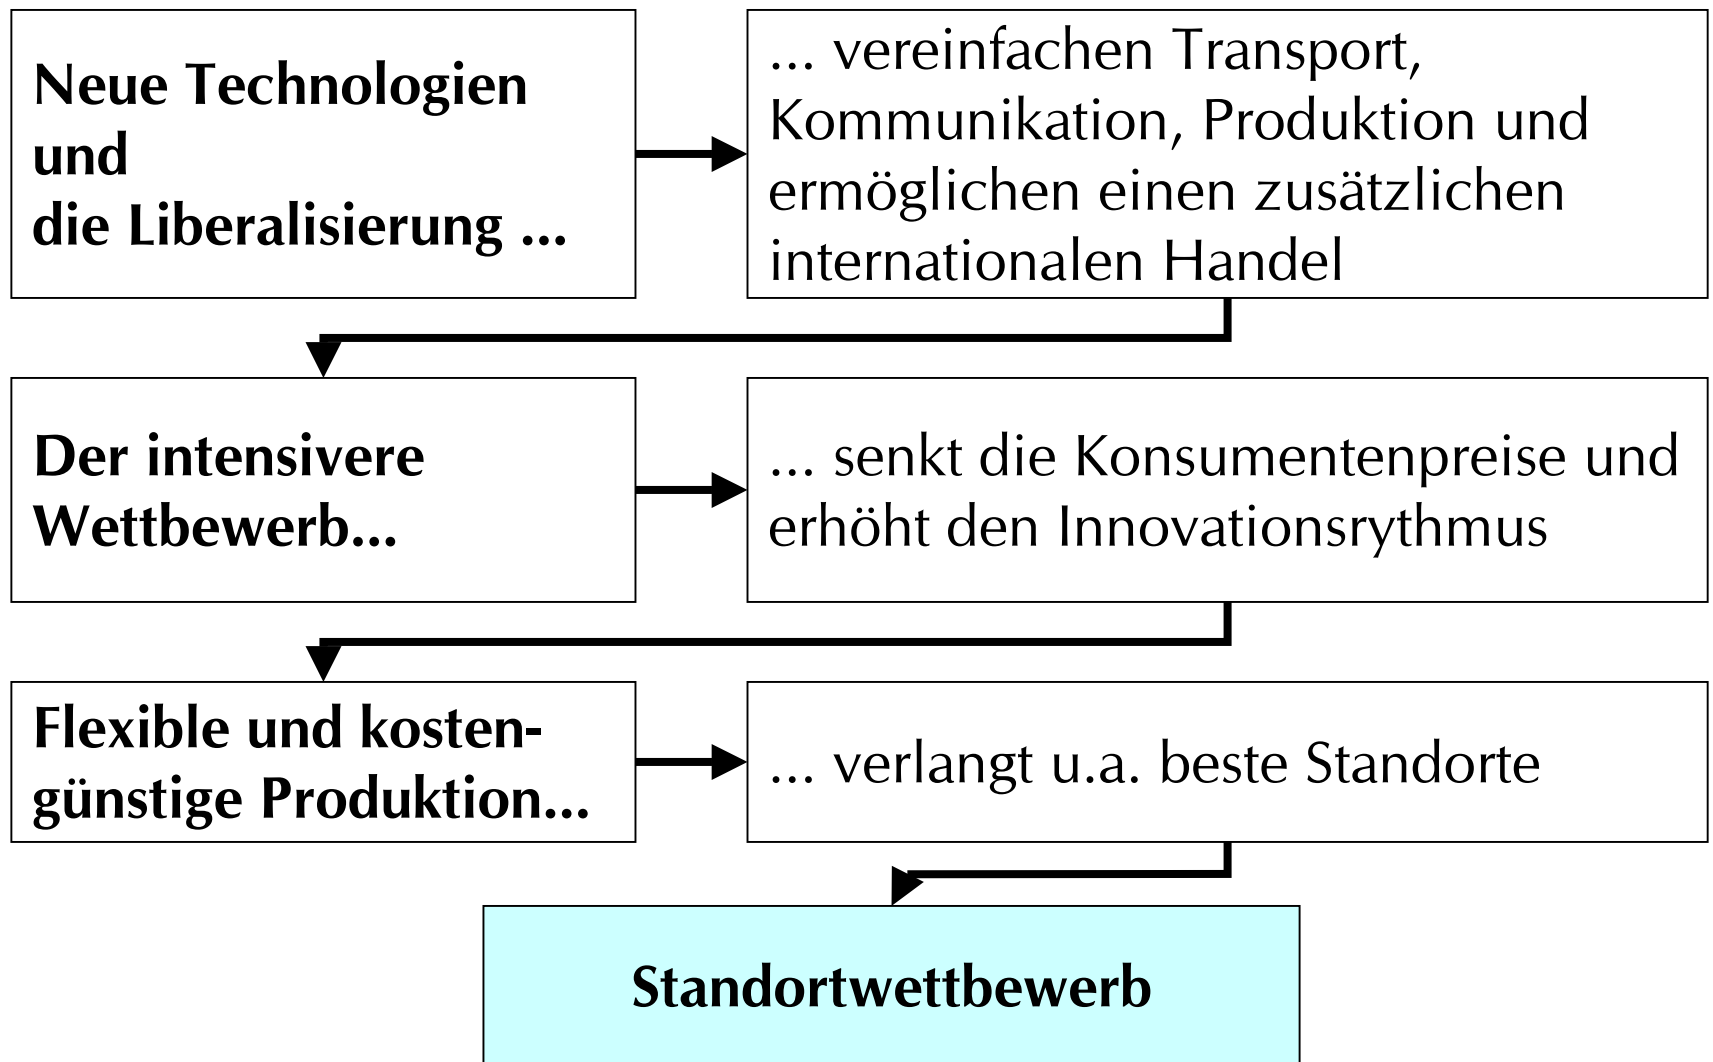 Neue Technologien
und
die Liberalisierung ...
... vereinfachen Transport,
Kommunikation, Produktion und
ermöglichen einen zusätzlichen
internationalen Handel
Der intensivere
Wettbewerb...
... senkt die Konsumentenpreise und
erhöht den Innovationsrythmus
Flexible und kosten-
günstige Produktion...
... verlangt u.a. beste Standorte
Standortwettbewerb